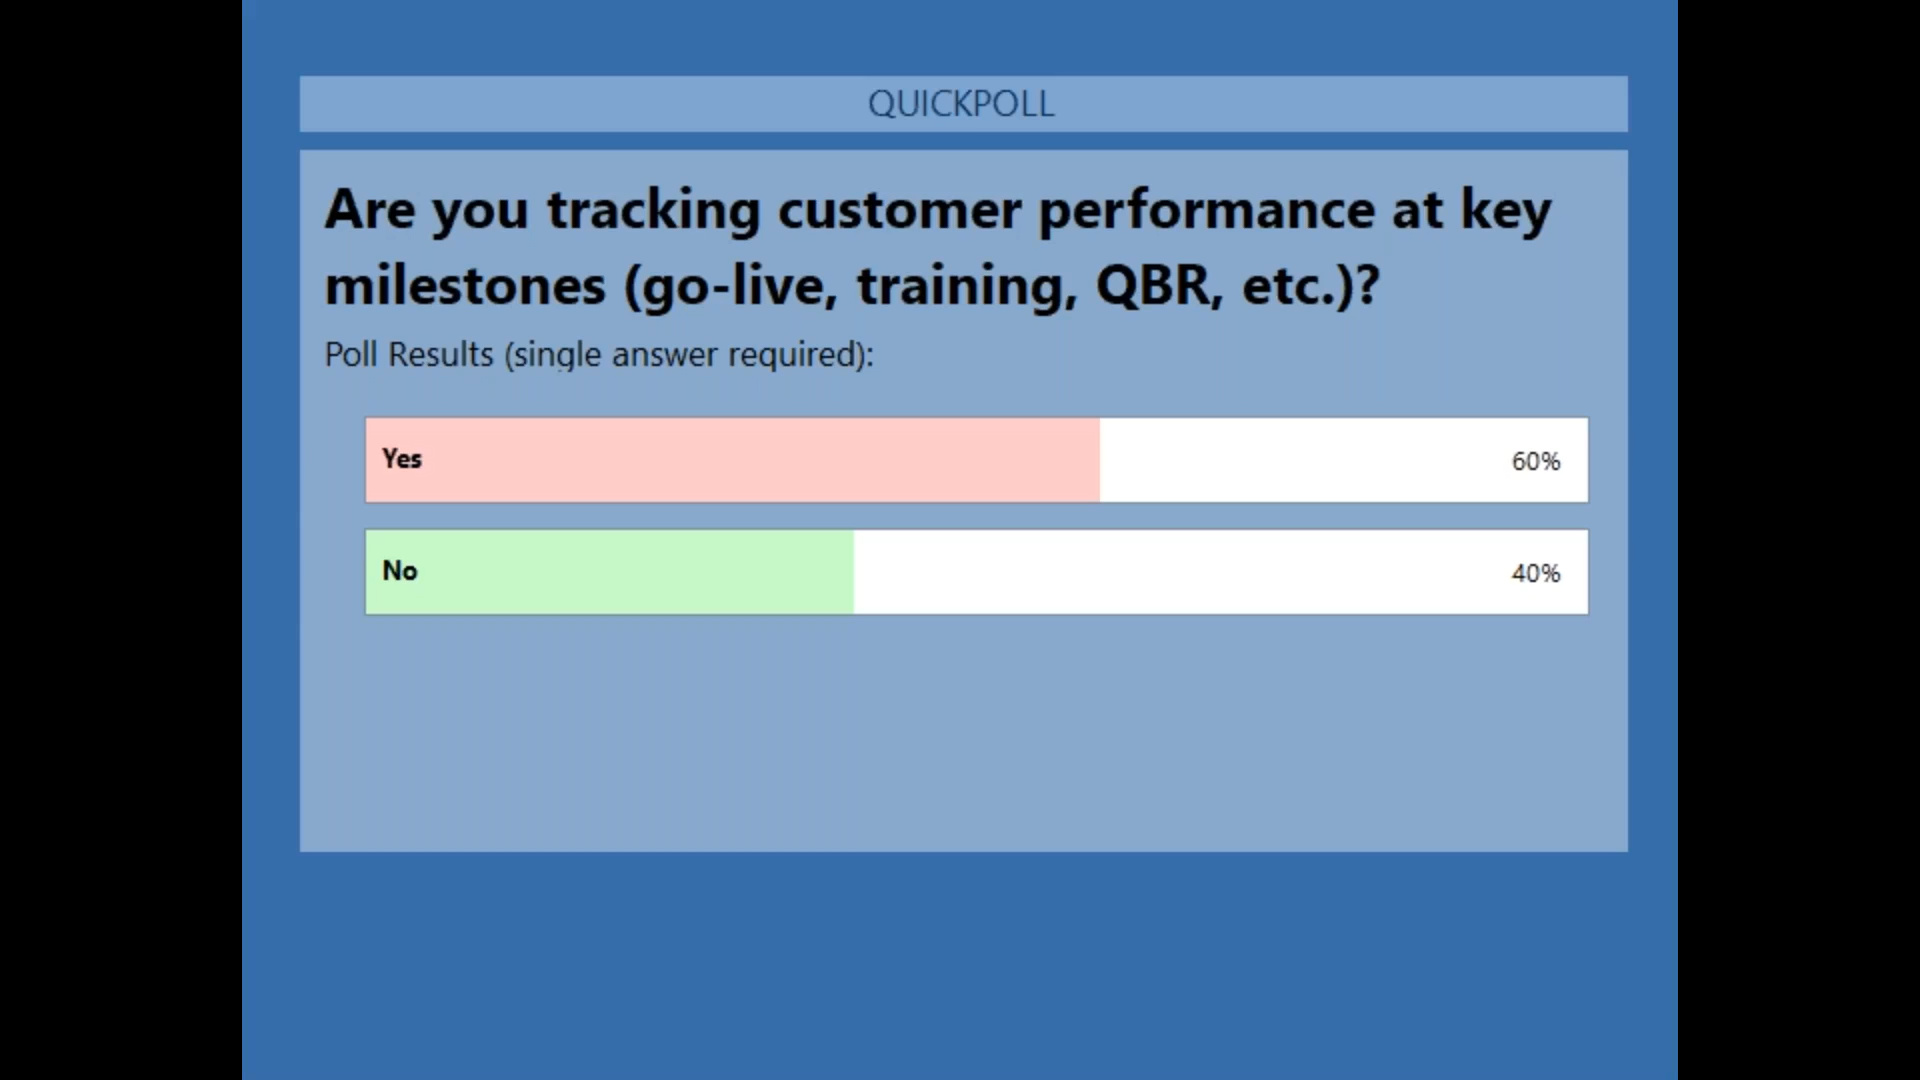 QUICKPOLL
Are you tracking customer performance at key
milestones (go-live, training, QBR, etc.)?
Poll Results (single answer required):
Yes 60%
No 40%